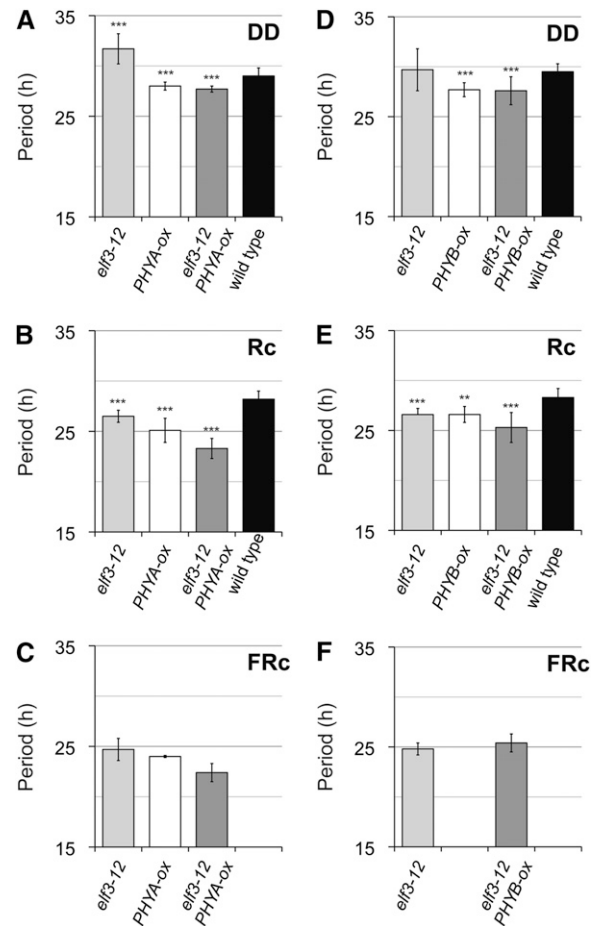 A
DD
35
***
***
***
25
15
Period (h)
elf3-12
PHYA-ox
elf3-12
PHYA-ox
wild type
D
DD
35
***
***
25
15
Period (h)
elf3-12
PHYB-ox
elf3-12
PHYB-ox
wild type
B
Rc
35
***
***
***
25
15
Period (h)
elf3-12
PHYA-ox
elf3-12
PHYA-ox
wild type
E
Rc
35
***
**
***
25
15
Period (h)
elf3-12
PHYB-ox
elf3-12
PHYB-ox
wild type
C
FRc
35
25
15
Period (h)
elf3-12
PHYA-ox
elf3-12
PHYA-ox
F
FRc
35
25
15
Period (h)
elf3-12
elf3-12
PHYB-ox